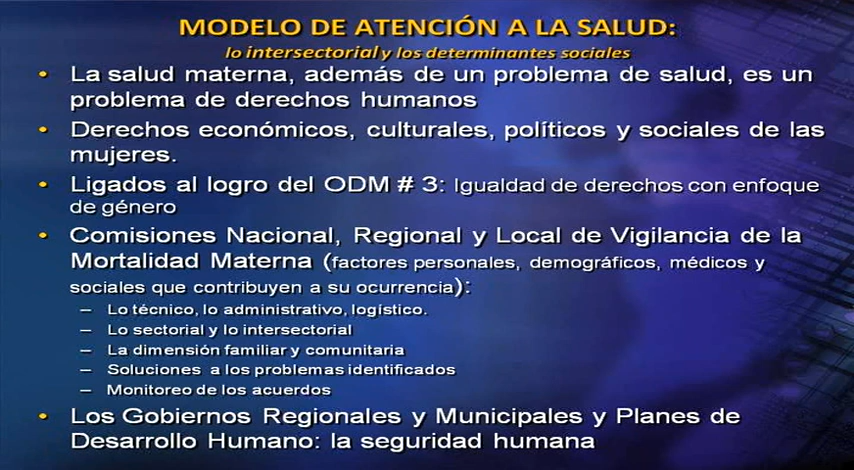 MODELO DE ATENCIÓN A LA SALUD:
lo intersectorial y los determinantes sociales
• La salud materna, además de un problema de salud, es un
problema de derechos humanos
• Derechos económicos, culturales, políticos y sociales de las
mujeres.
• Ligados al logro del ODM # 3: Igualdad de derechos con enfoque
de género
• Comisiones Nacional, Regional y Local de Vigilancia de la
Mortalidad Materna (factores personales, demográficos, médicos y
sociales que contribuyen a su ocurrencia):
– Lo técnico, lo administrativo, logístico.
– Lo sectorial y lo intersectorial
– La dimensión familiar y comunitaria
– Soluciones a los problemas identificados
– Monitoreo de los acuerdos
• Los Gobiernos Regionales y Municipales y Planes de
Desarrollo Humano: la seguridad humana